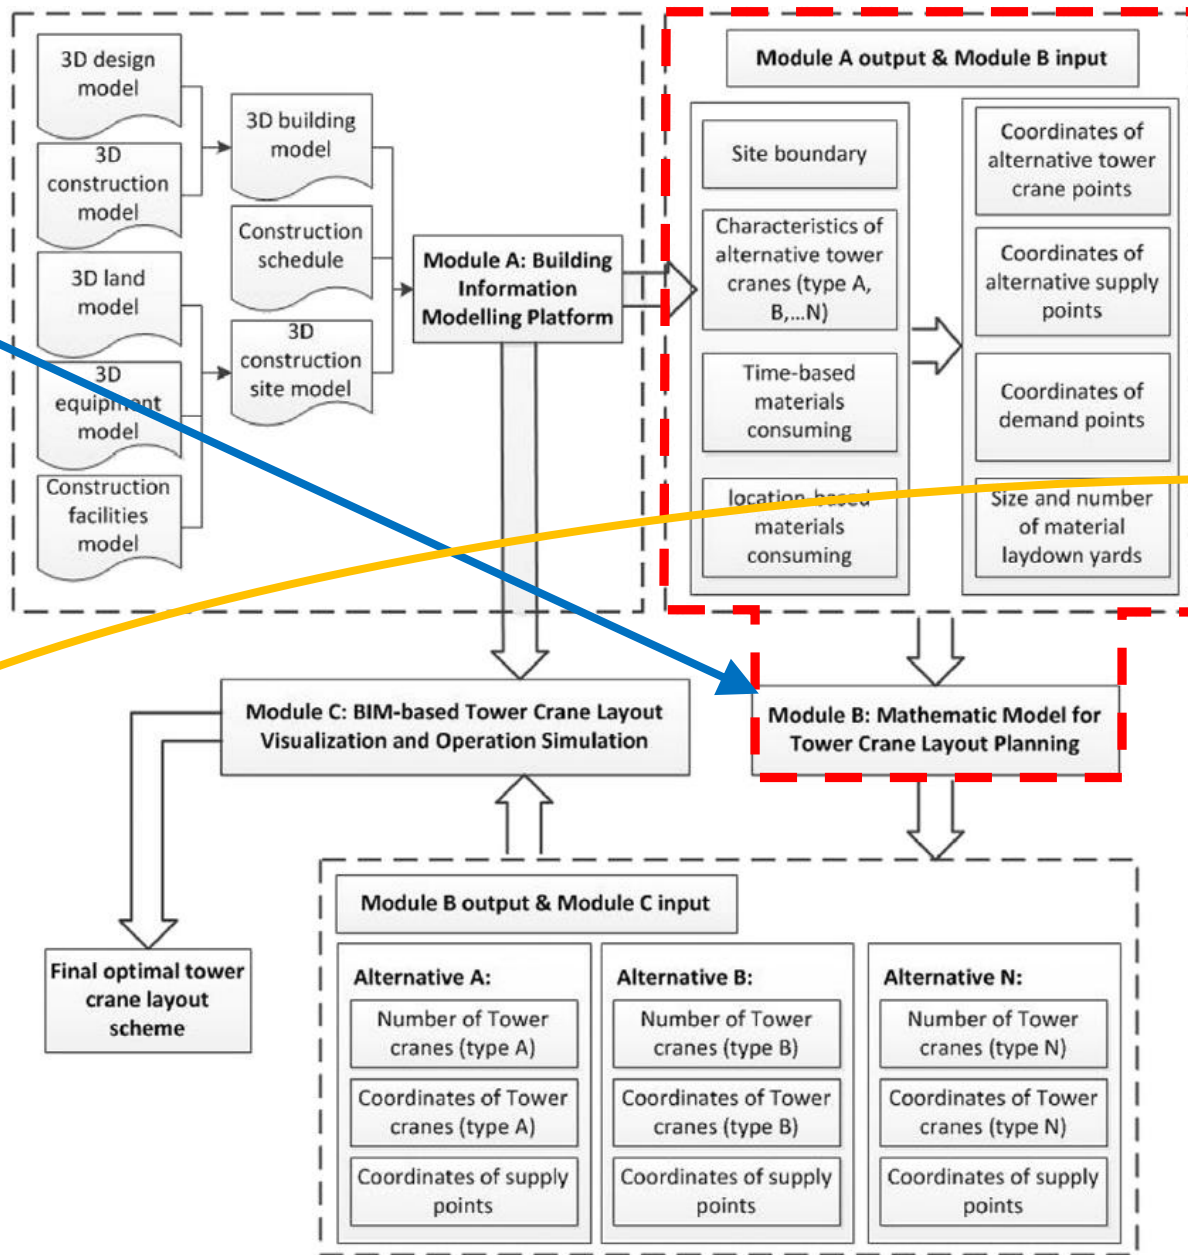 3D design
model
3D
construction
model
3D land
model
3D
equipment
model
Construction
facilities
model
3D building
model
Construction
schedule
3D
construction
site model
Module A: Building
Information
Modelling Platform
Module A output & Module B input
Site boundary
Characteristics of
alternative tower
cranes (type A,
B,...N)
Time-based
materials
consuming
location-based
materials
consuming
Coordinates of
alternative tower
crane points
Coordinates of
alternative supply
points
Coordinates of
demand points
Size and number
of material
laydown yards
Module C: BIM-based Tower Crane Layout
Visualization and Operation Simulation
Module B: Mathematic Model for
Tower Crane Layout Planning
Final optimal tower
crane layout
scheme
Module B output & Module C input
Alternative A:
Number of Tower
cranes (type A)
Coordinates of Tower
cranes (type A)
Coordinates of supply
points
Alternative B:
Number of Tower
cranes (type B)
Coordinates of Tower
cranes (type B)
Coordinates of supply
points
Alternative N:
Number of Tower
cranes (type N)
Coordinates of Tower
cranes (type N)
Coordinates of supply
points